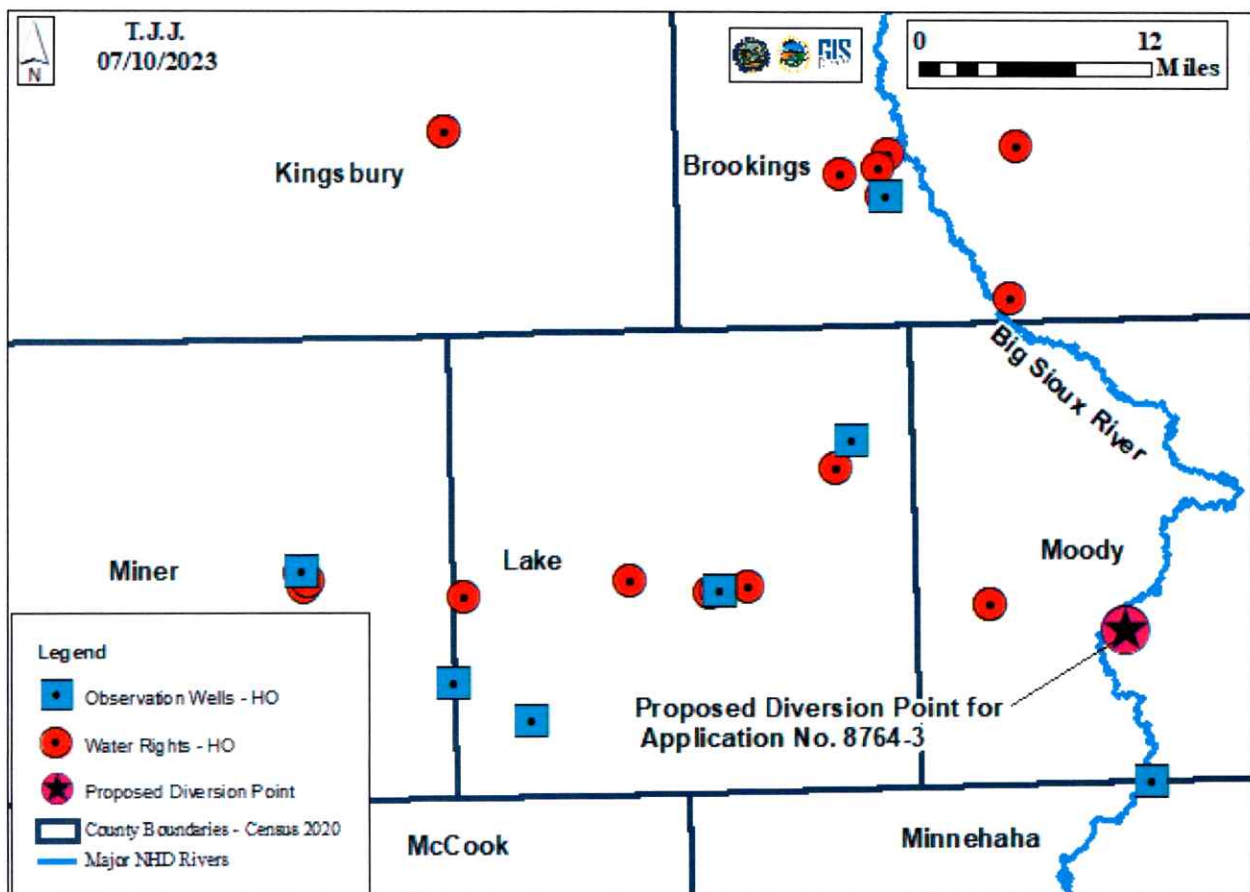 T.J.J.
07/10/2023
N
GIS
0 12
Miles
Kingsbury
Brookings
Big Sioux River
Miner
Lake
Moody
Proposed Diversion Point for
Application No. 8764-3
McCook
Minnehaha
Legend
Observation Wells - HO
Water Rights - HO
Proposed Diversion Point
County Boundaries - Census 2020
Major NHD Rivers